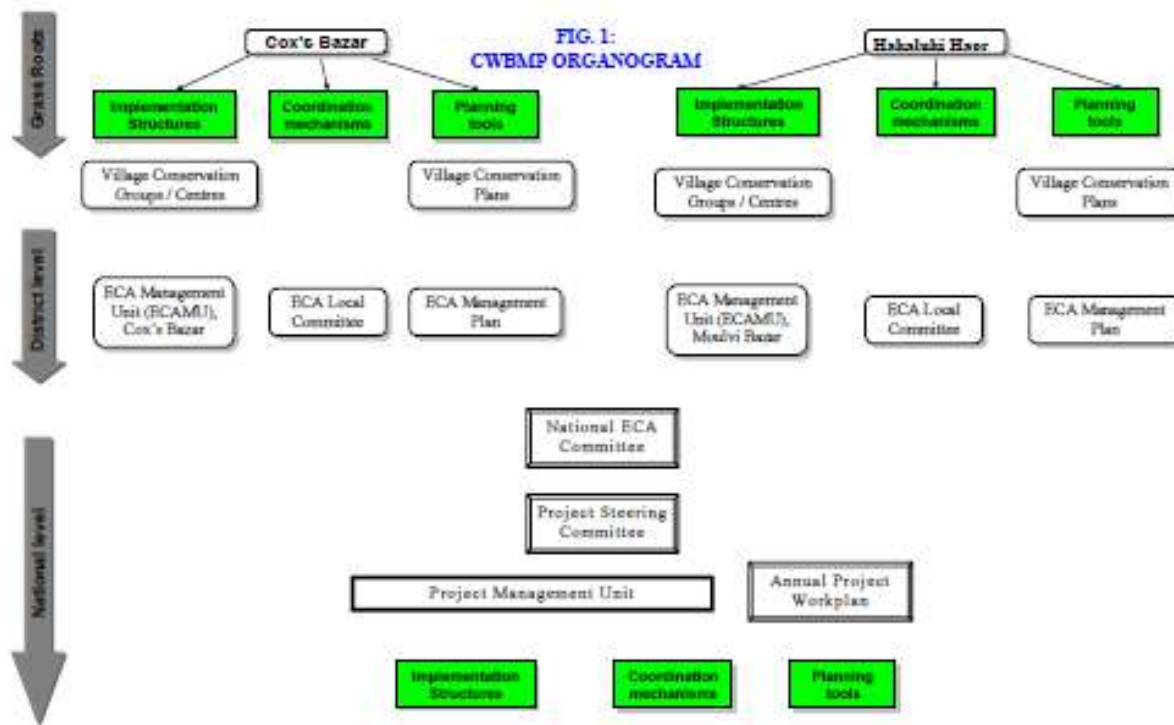 FIG. 1:
CWBMP ORGANOGRAM
Grass Roots
Cox's Bazar
Implementation
Structures
Coordination
mechanisms
Planning
tools
Village Conservation
Groups / Centres
Village Conservation
Plans
Hakaluki Haor
Implementation
Structures
Coordination
mechanisms
Planning
tools
Village Conservation
Groups / Centres
Village Conservation
Plans
District level
ECA Management
Unit (ECAMU),
Cox's Bazar
ECA Local
Committee
ECA Management
Plan
ECA Management
Unit (ECAMU),
Moulvi Bazar
ECA Local
Committee
ECA Management
Plan
National level
National ECA
Committee
Project Steering
Committee
Project Management Unit
Annual Project
Workplan
Implementation
Structures
Coordination
mechanisms
Planning
tools